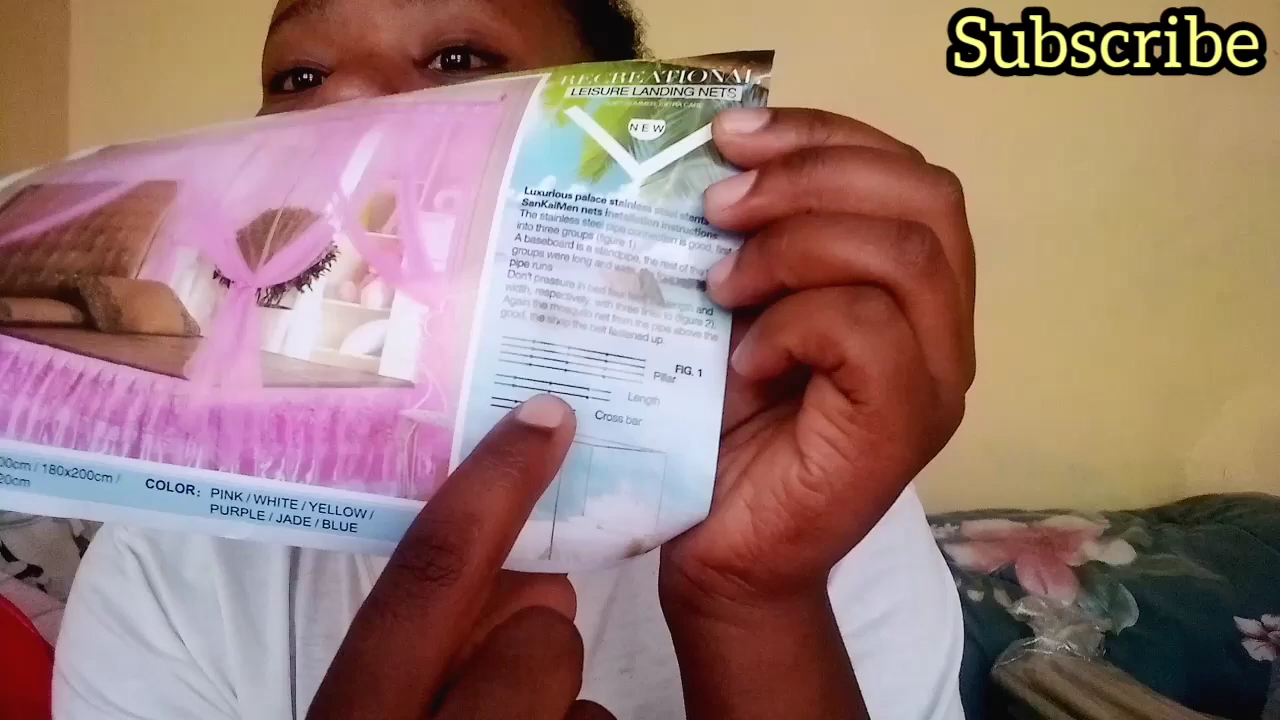 Subscribe
RECREATIONAL
LEISURE LANDING NETS
NEW
Luxurious palace stainless steel stents
SanKaiMen nets installation instructions:
The stainless steel pipe connection is good, first
into three groups (figure 1)
A baseboard is a standpipe, the rest of the
groups were long and
pipe runs
Don't pressure in bed four length and
width, respectively, with three links to (figure 2),
Again the mosquito net from the pipe above the
good, the strap the belt fastened up.
FIG. 1
Pillar
Length
Cross bar
00cm / 180x200cm /
20cm
COLOR: PINK / WHITE / YELLOW /
PURPLE / JADE / BLUE